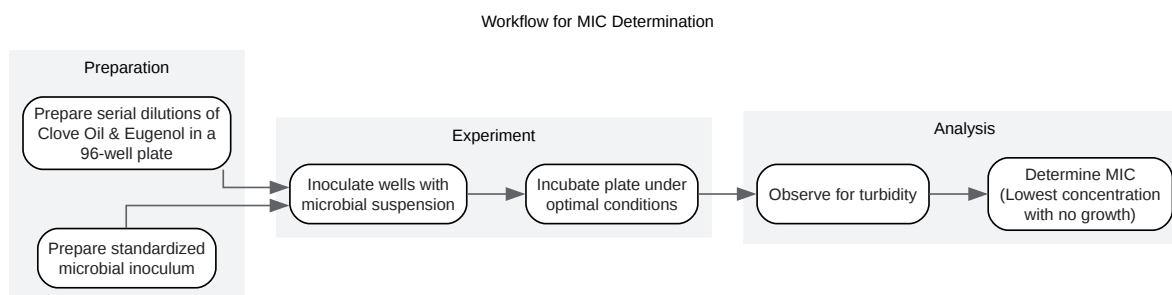 Workflow for MIC Determination
Preparation
Prepare serial dilutions of
Clove Oil & Eugenol in a
96-well plate
Prepare standardized
microbial inoculum
Experiment
Inoculate wells with
microbial suspension
Incubate plate under
optimal conditions
Analysis
Observe for turbidity
Determine MIC
(Lowest concentration
with no growth)